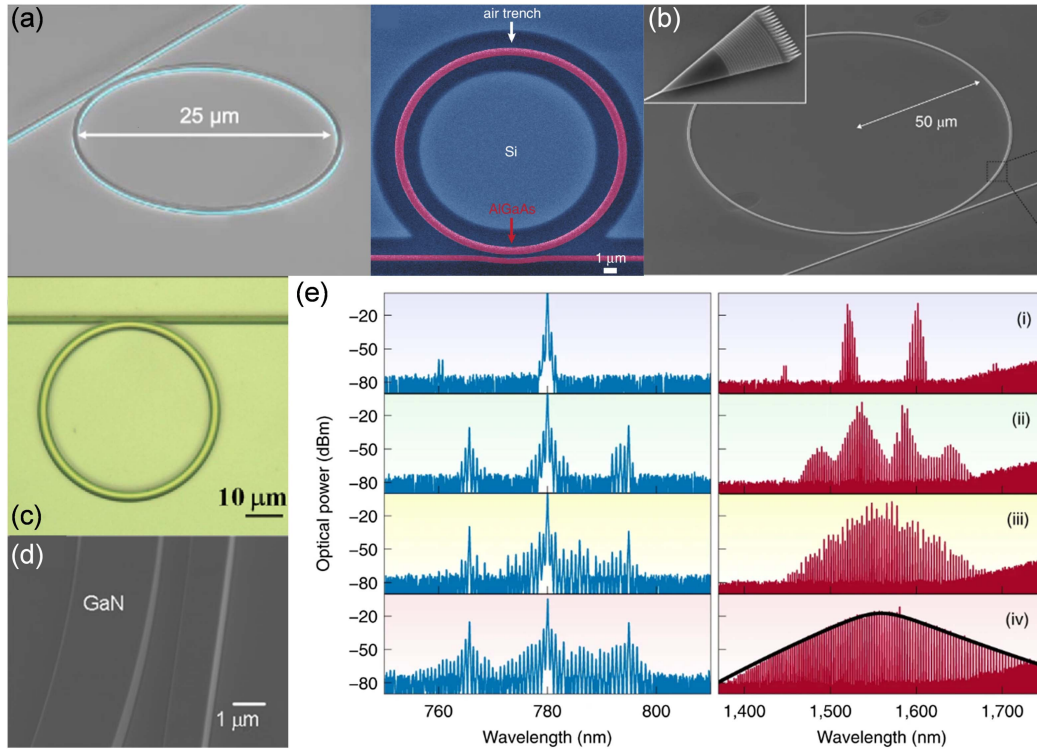 (a)
25 μm
air trench
Si
AlGaAs
1 μm
(b)
50 μm
(c)
10 μm
(d)
GaN
1 μm
(e)
Optical power (dBm)
−20
−50
−80
(i)
−20
−50
−80
(ii)
−20
−50
−80
(iii)
−20
−50
−80
(iv)
760 780 800
1,400 1,500 1,600 1,700
Wavelength (nm)
Wavelength (nm)